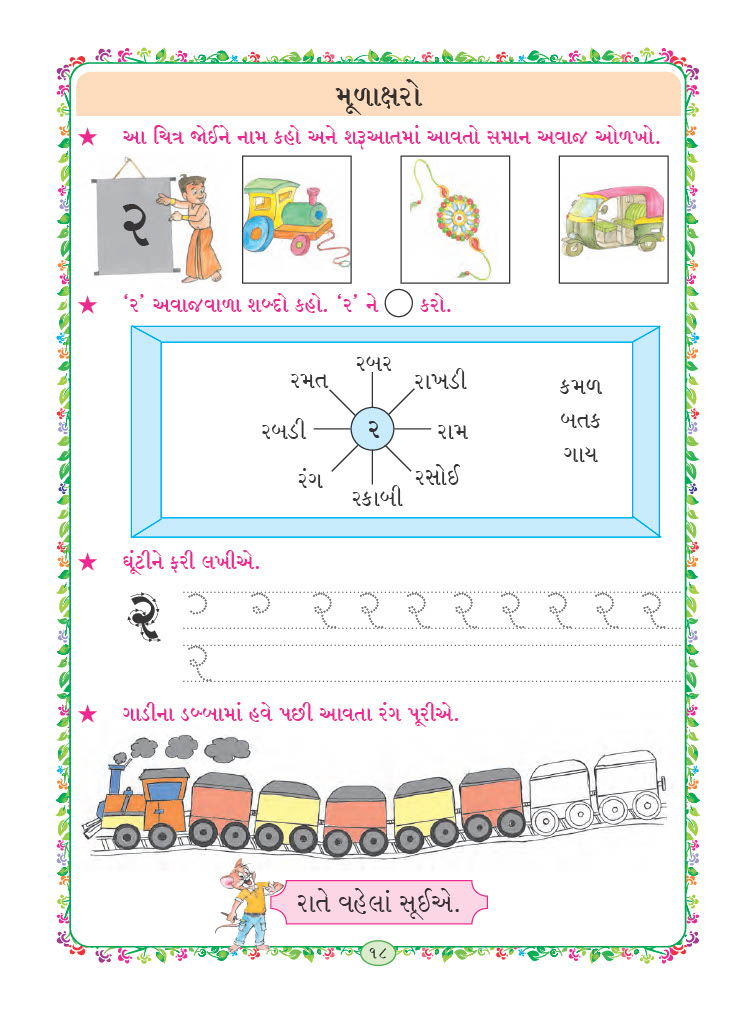 મૂળાક્ષરો
★ આ ચિત્ર જોઈને નામ કહો અને શરૂઆતમાં આવતો સમાન અવાજ ઓળખો.
ર
★ ‘ર’ અવાજવાળા શબ્દો કહો. ‘ર’ ને ◯ કરો.
રબર
રમત
રાખડી
રબડી
ર
રામ
રંગ
રસોઈ
રકાબી
કમળ
બતક
ગાય
★ ઘૂંટીને ફરી લખીએ.
ર ર ર ર ર ર ર ર ર
ર
★ ગાડીના ડબ્બામાં હવે પછી આવતા રંગ પૂરીએ.
રાતે વહેલાં સૂઈએ.
૧૮